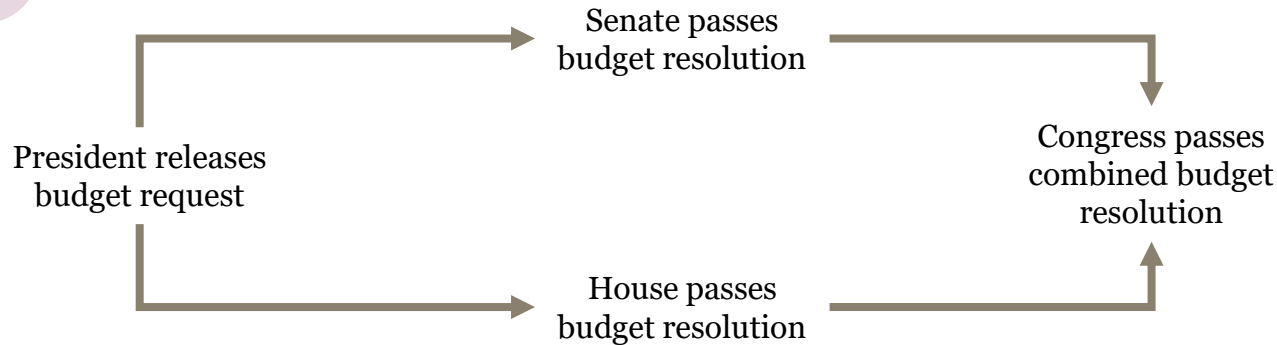 President releases
budget request
Senate passes
budget resolution
House passes
budget resolution
Congress passes
combined budget
resolution